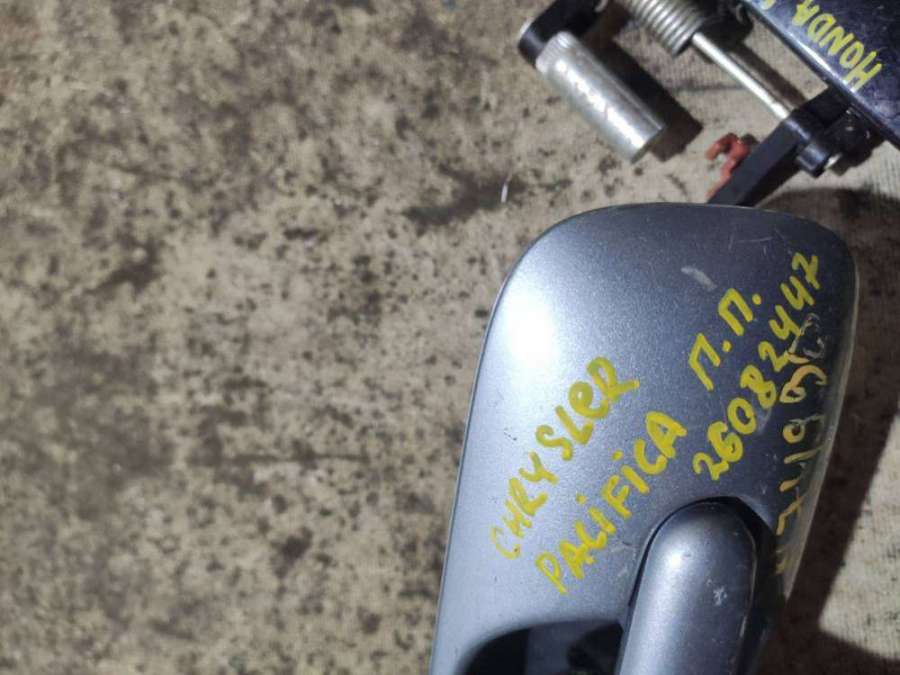 HONDA
CHRYSLER
PACIFICA П.П.
26082447